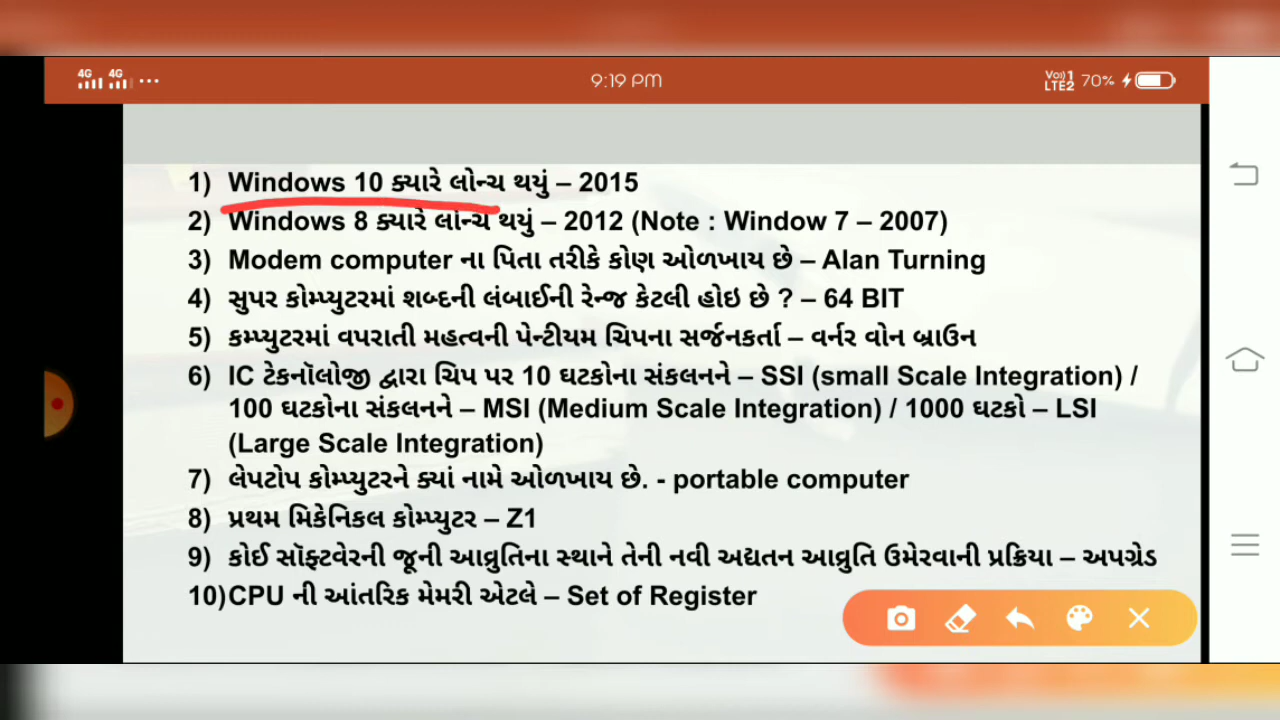 4G 4G
9:19 PM
Vo)) 1 LTE2 70%
1) Windows 10 ક્યારે લોન્ચ થયું – 2015
2) Windows 8 ક્યારે લોન્ચ થયું – 2012 (Note : Window 7 – 2007)
3) Modem computer ના પિતા તરીકે કોણ ઓળખાય છે – Alan Turning
4) સુપર કોમ્પ્યુટરમાં શબ્દની લંબાઈની રેન્જ કેટલી હોઇ છે ? – 64 BIT
5) કમ્પ્યુટરમાં વપરાતી મહત્વની પેન્ટીયમ ચિપના સર્જનકર્તા – વર્નર વોન બ્રાઉન
6) IC ટેકનૉલોજી દ્વારા ચિપ પર 10 ઘટકોના સંકલનને – SSI (small Scale Integration) /
100 ઘટકોના સંકલનને – MSI (Medium Scale Integration) / 1000 ઘટકો – LSI
(Large Scale Integration)
7) લેપટોપ કોમ્પ્યુટરને ક્યાં નામે ઓળખાય છે. - portable computer
8) પ્રથમ મિકેનિકલ કોમ્પ્યુટર – Z1
9) કોઈ સૉફ્ટવેરની જૂની આવ્રુતિના સ્થાને તેની નવી અદ્યતન આવ્રુતિ ઉમેરવાની પ્રક્રિયા – અપગ્રેડ
10) CPU ની આંતરિક મેમરી એટલે – Set of Register